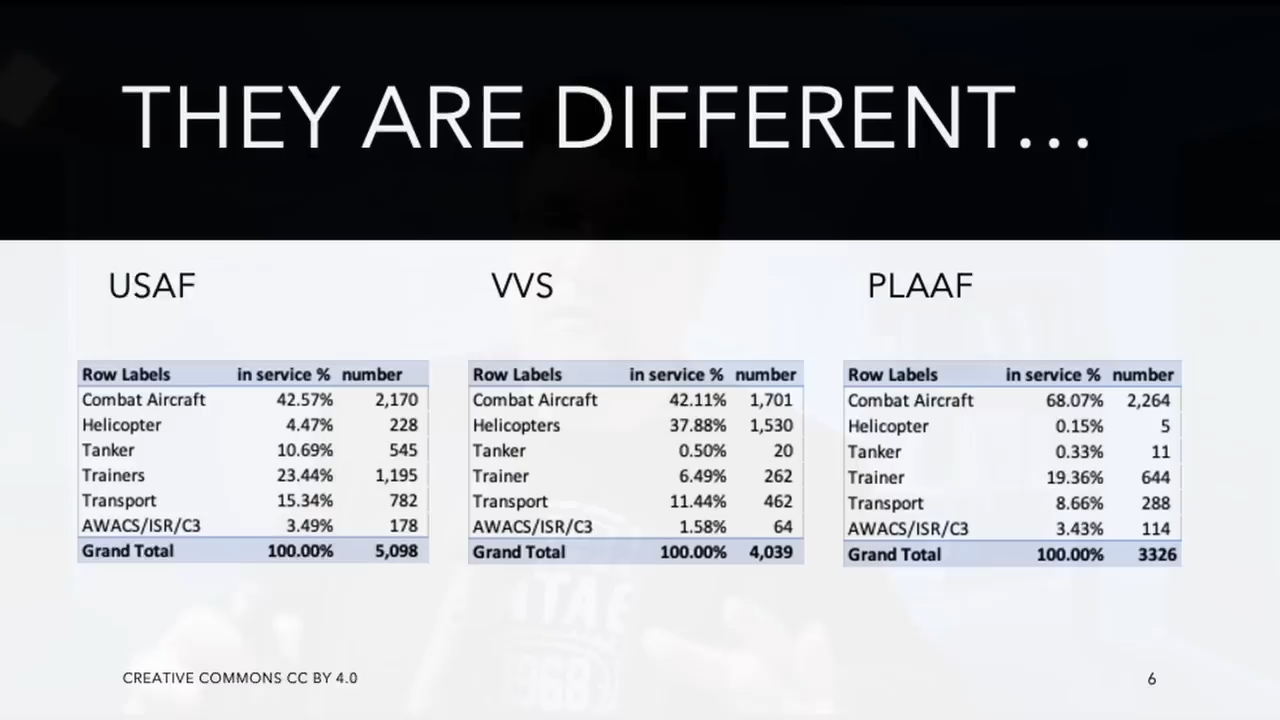 THEY ARE DIFFERENT...
USAF
Row Labels in service % number
Combat Aircraft 42.57% 2,170
Helicopter 4.47% 228
Tanker 10.69% 545
Trainers 23.44% 1,195
Transport 15.34% 782
AWACS/ISR/C3 3.49% 178
Grand Total 100.00% 5,098
VVS
Row Labels in service % number
Combat Aircraft 42.11% 1,701
Helicopters 37.88% 1,530
Tanker 0.50% 20
Trainer 6.49% 262
Transport 11.44% 462
AWACS/ISR/C3 1.58% 64
Grand Total 100.00% 4,039
PLAAF
Row Labels in service % number
Combat Aircraft 68.07% 2,264
Helicopter 0.15% 5
Tanker 0.33% 11
Trainer 19.36% 644
Transport 8.66% 288
AWACS/ISR/C3 3.43% 114
Grand Total 100.00% 3326
CREATIVE COMMONS CC BY 4.0
6